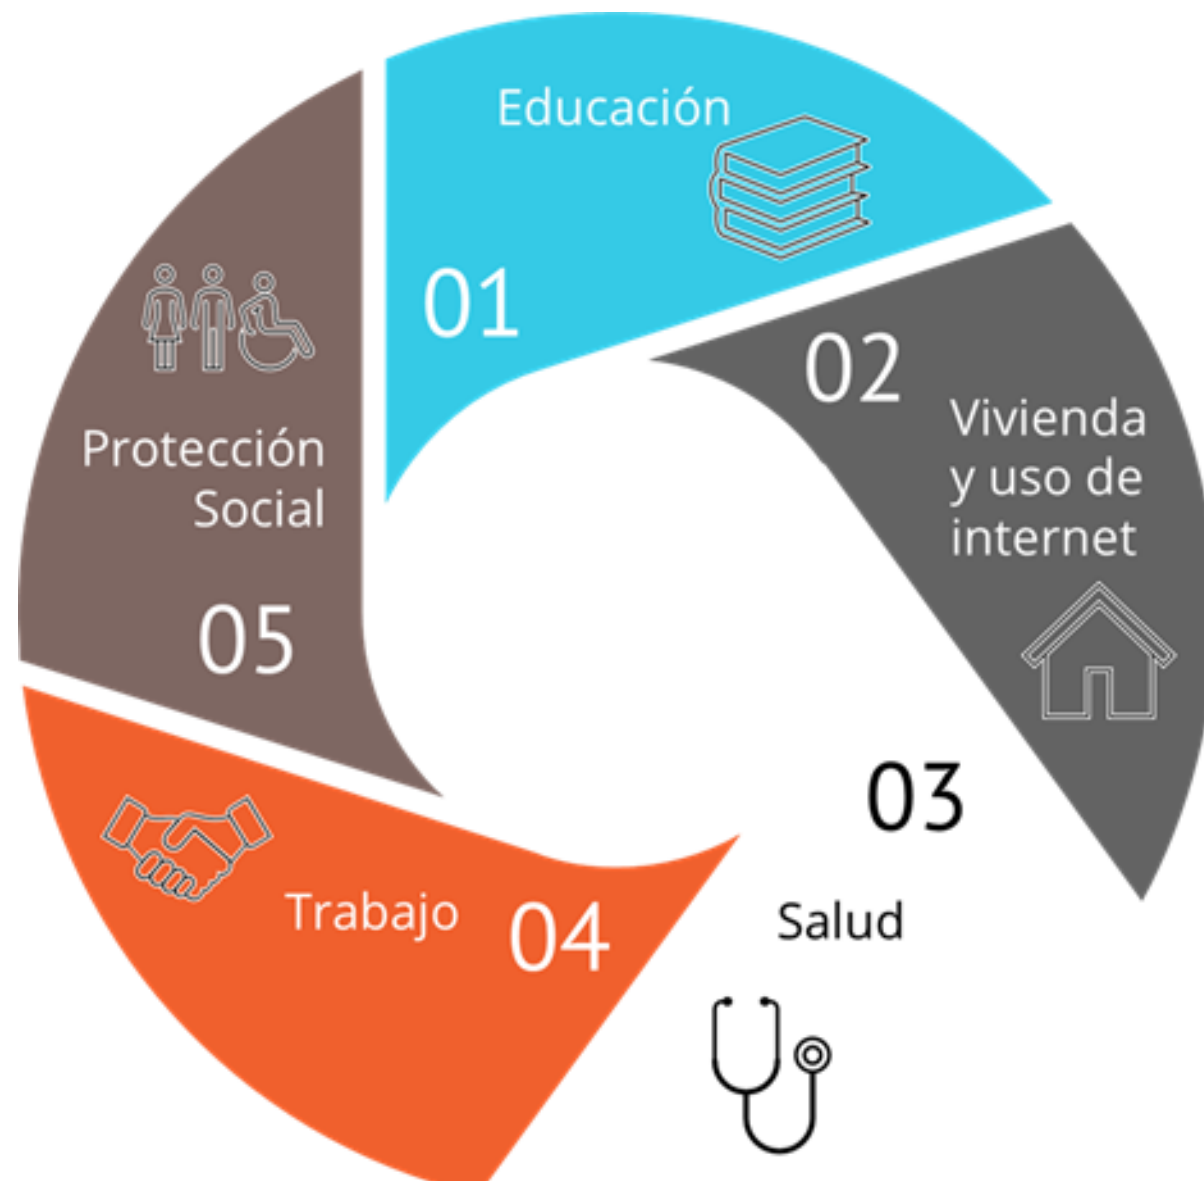 Educación
01
02
Vivienda
y uso de
internet
03
Salud
Trabajo
04
Protección
Social
05